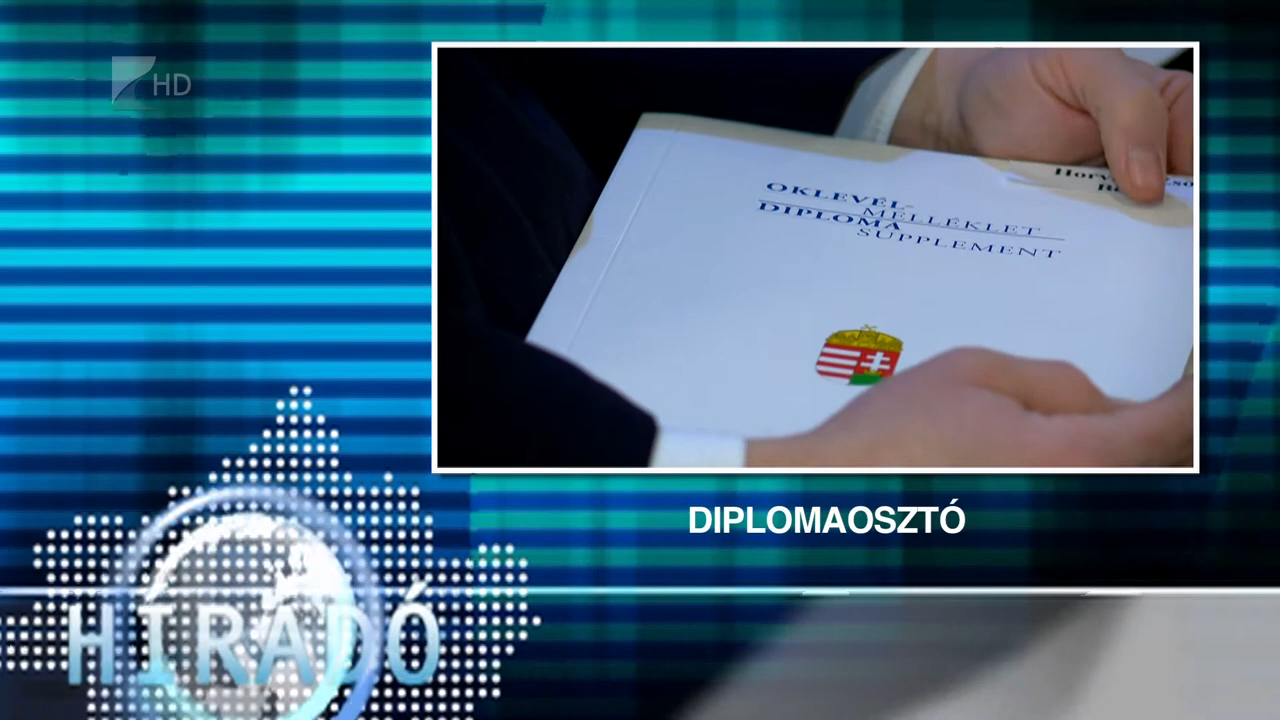 HD
OKLEVÉL-
MELLÉKLET
DIPLOMA
SUPPLEMENT
DIPLOMAOSZTÓ
HÍRADÓ